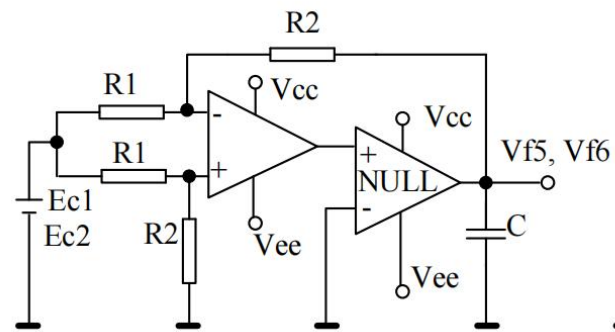 R2
R1
-
Vcc
Vcc
R1
+
+
NULL
-
Vf5, Vf6
Ec1
Ec2
R2
Vee
Vee
C